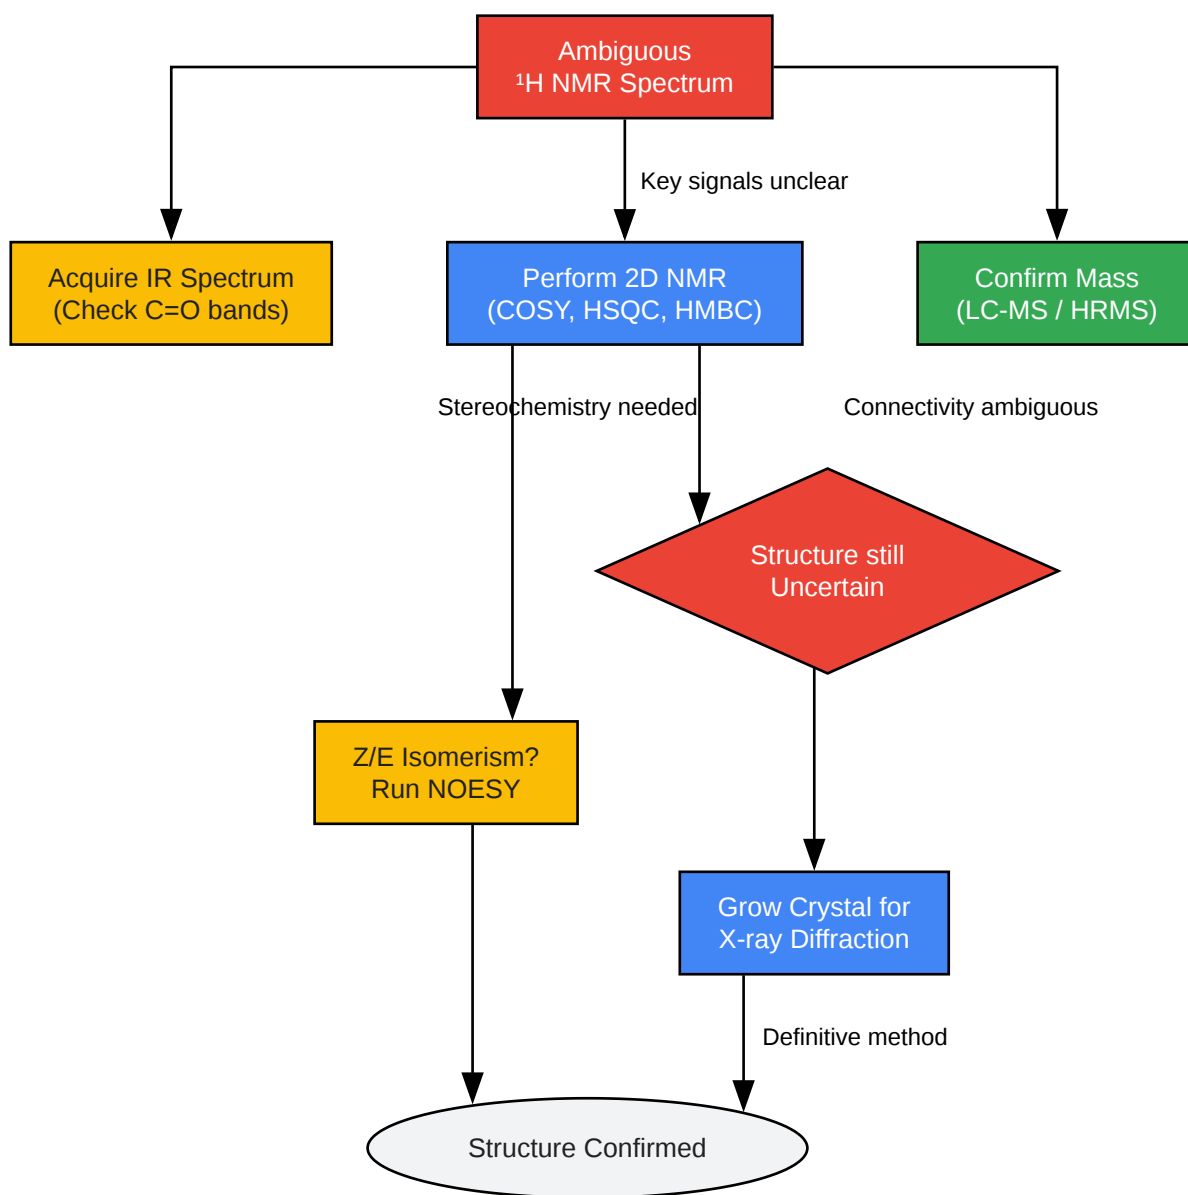 Ambiguous
¹H NMR Spectrum
Key signals unclear
Acquire IR Spectrum
(Check C=O bands)
Perform 2D NMR
(COSY, HSQC, HMBC)
Confirm Mass
(LC-MS / HRMS)
Stereochemistry needed
Connectivity ambiguous
Structure still
Uncertain
Z/E Isomerism?
Run NOESY
Grow Crystal for
X-ray Diffraction
Definitive method
Structure Confirmed